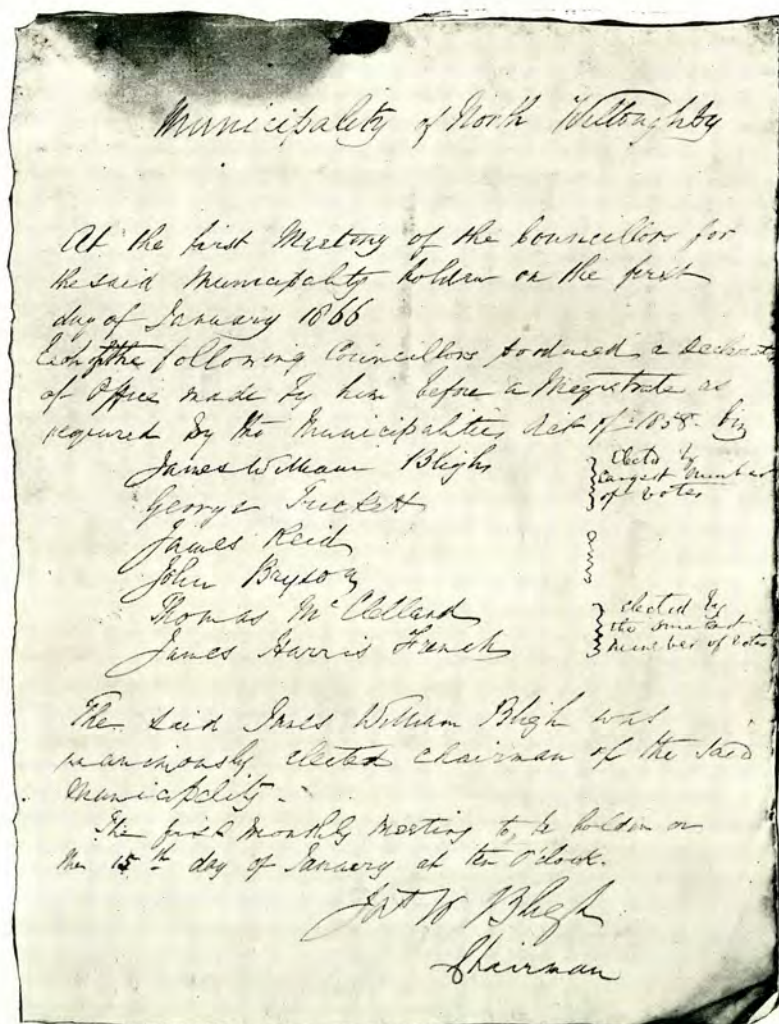 Municipality of North Willoughby
At the first Meeting of the Councillors for
the said Municipality holden on the first
day of January 1866
Each of the following Councillors produced a Declaration
of Office made by him before a Magistrate as
required by the Municipalities Act of 1858. Viz
James William Bligh
George Tuckett
James Reid
John Bryson
Thomas McClelland
James Harris French
Elected by
largest number
of votes
elected by
the smallest
number of votes
The said James William Bligh was
unanimously elected chairman of the said
Municipality.
The first monthly meeting to be holden on
the 15th day of January at ten O'clock.
Jas W Bligh
Chairman